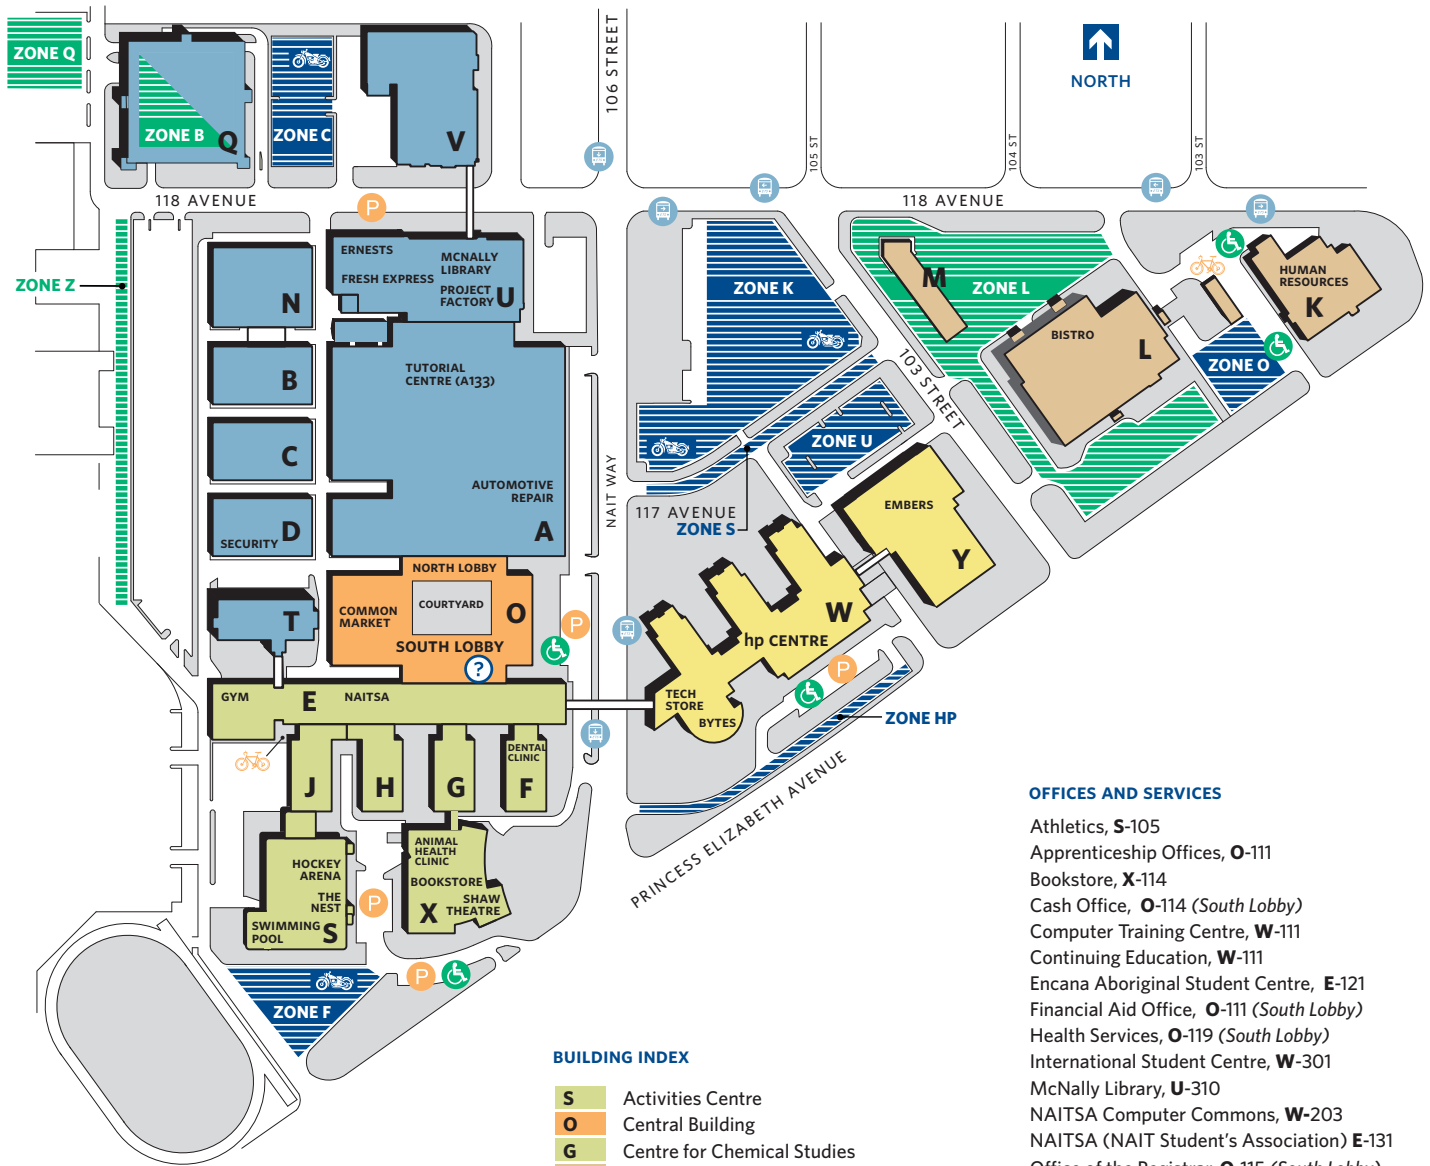 ZONE Q
ZONE B
Q
ZONE C
V
106 STREET
105 ST
104 ST
103 ST
NORTH
118 AVENUE
P
118 AVENUE
ZONE Z
N
B
C
SECURITY D
T
ERNESTS
FRESH EXPRESS
MCNALLY
LIBRARY
PROJECT
FACTORY U
TUTORIAL
CENTRE (A133)
AUTOMOTIVE
REPAIR
A
NAIT WAY
NORTH LOBBY
COURTYARD
COMMON
MARKET
O
SOUTH LOBBY
?
P
ZONE K
M
ZONE L
BISTRO
L
HUMAN
RESOURCES
K
ZONE O
103 STREET
ZONE U
117 AVENUE
ZONE S
EMBERS
Y
W
hp CENTRE
TECH
STORE
BYTES
P
ZONE HP
PRINCESS ELIZABETH AVENUE
GYM
E
NAITSA
J
H
G
DENTAL
CLINIC
F
HOCKEY
ARENA
THE
NEST
SWIMMING
POOL
S
P
ANIMAL
HEALTH
CLINIC
BOOKSTORE
SHAW
THEATRE
X
P
ZONE F
BUILDING INDEX
S Activities Centre
O Central Building
G Centre for Chemical Studies
OFFICES AND SERVICES
Athletics, S-105
Apprenticeship Offices, O-111
Bookstore, X-114
Cash Office, O-114 (South Lobby)
Computer Training Centre, W-111
Continuing Education, W-111
Encana Aboriginal Student Centre, E-121
Financial Aid Office, O-111 (South Lobby)
Health Services, O-119 (South Lobby)
International Student Centre, W-301
McNally Library, U-310
NAITSA Computer Commons, W-203
NAITSA (NAIT Student's Association) E-131
Office of the Registrar, O-115 (South Lobby)